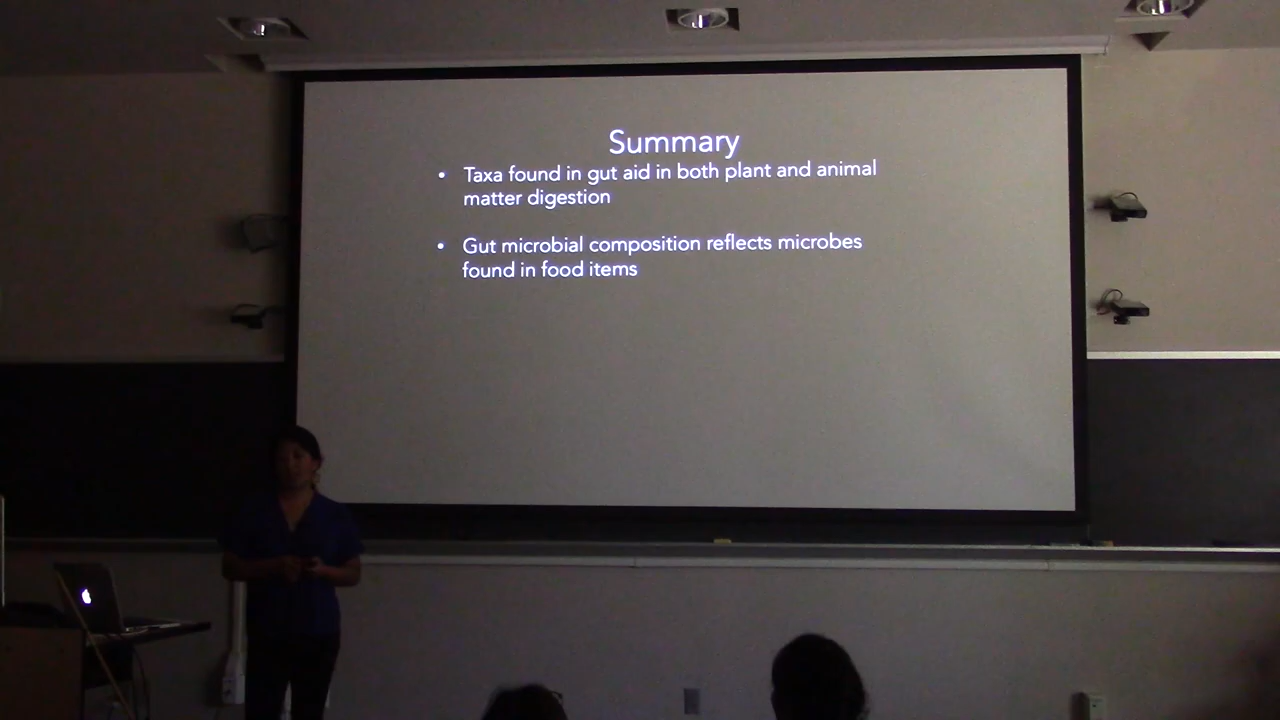 Summary
• Taxa found in gut aid in both plant and animal
matter digestion
• Gut microbial composition reflects microbes
found in food items